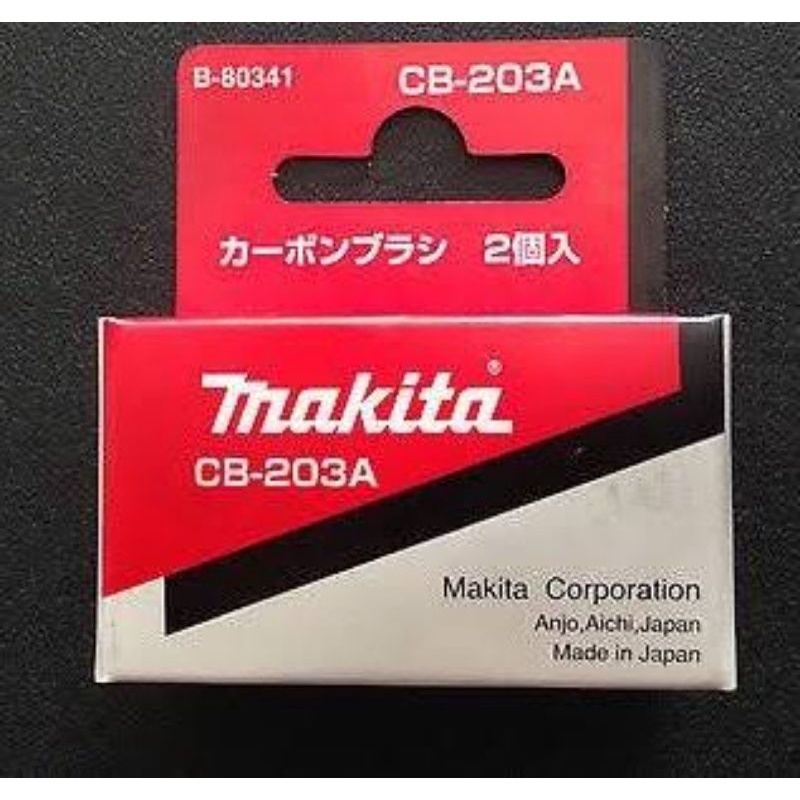 B-80341 CB-203A
カーボンブラシ 2個入
makita®
CB-203A
Makita Corporation
Anjo,Aichi,Japan
Made in Japan